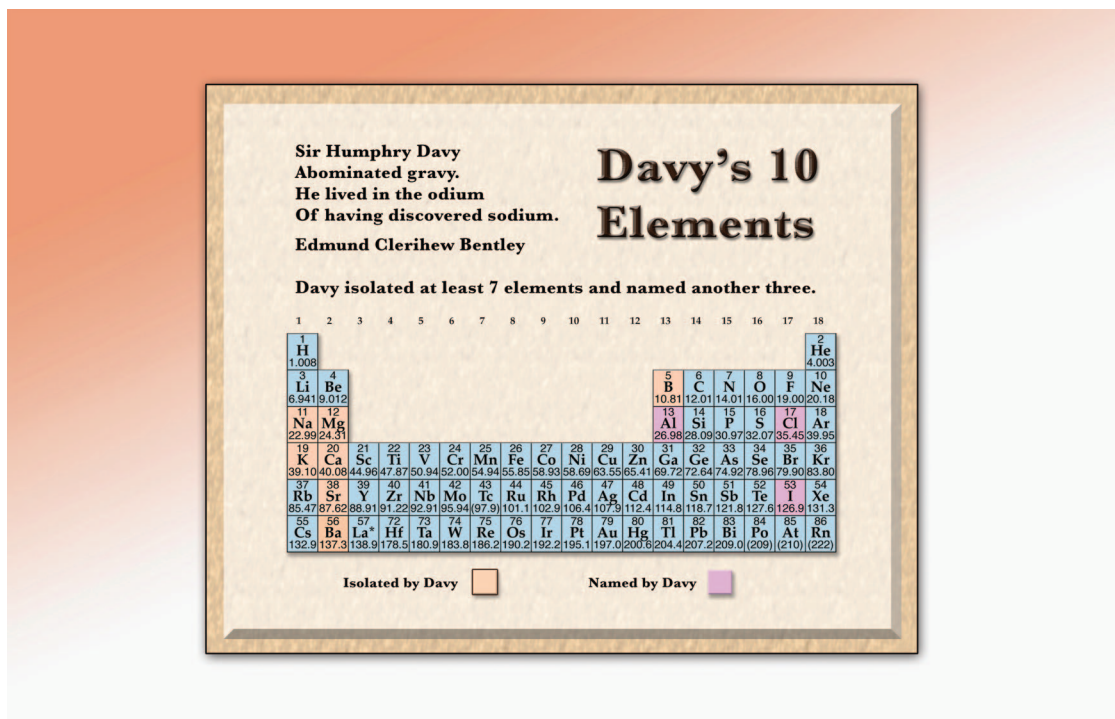 Sir Humphry Davy
Abominated gravy.
He lived in the odium
Of having discovered sodium.
Edmund Clerihew Bentley
Davy's 10
Elements
Davy isolated at least 7 elements and named another three.
1 2 3 4 5 6 7 8 9 10 11 12 13 14 15 16 17 18
1 2
H He
1.008 4.003
3 4 5 6 7 8 9 10
Li Be B C N O F Ne
6.941 9.012 10.81 12.01 14.01 16.00 19.00 20.18
11 12 13 14 15 16 17 18
Na Mg Al Si P S Cl Ar
22.99 24.31 26.98 28.09 30.97 32.07 35.45 39.95
19 20 21 22 23 24 25 26 27 28 29 30 31 32 33 34 35 36
K Ca Sc Ti V Cr Mn Fe Co Ni Cu Zn Ga Ge As Se Br Kr
39.10 40.08 44.96 47.87 50.94 52.00 54.94 55.85 58.93 58.69 63.55 65.41 69.72 72.64 74.92 78.96 79.90 83.80
37 38 39 40 41 42 43 44 45 46 47 48 49 50 51 52 53 54
Rb Sr Y Zr Nb Mo Tc Ru Rh Pd Ag Cd In Sn Sb Te I Xe
85.47 87.62 88.91 91.22 92.91 95.94 (97.9) 101.1 102.9 106.4 107.9 112.4 114.8 118.7 121.8 127.6 126.9 131.3
55 56 57 72 73 74 75 76 77 78 79 80 81 82 83 84 85 86
Cs Ba La* Hf Ta W Re Os Ir Pt Au Hg Tl Pb Bi Po At Rn
132.9 137.3 138.9 178.5 180.9 183.8 186.2 190.2 192.2 195.1 197.0 200.6 204.4 207.2 209.0 (209) (210) (222)
Isolated by Davy Named by Davy